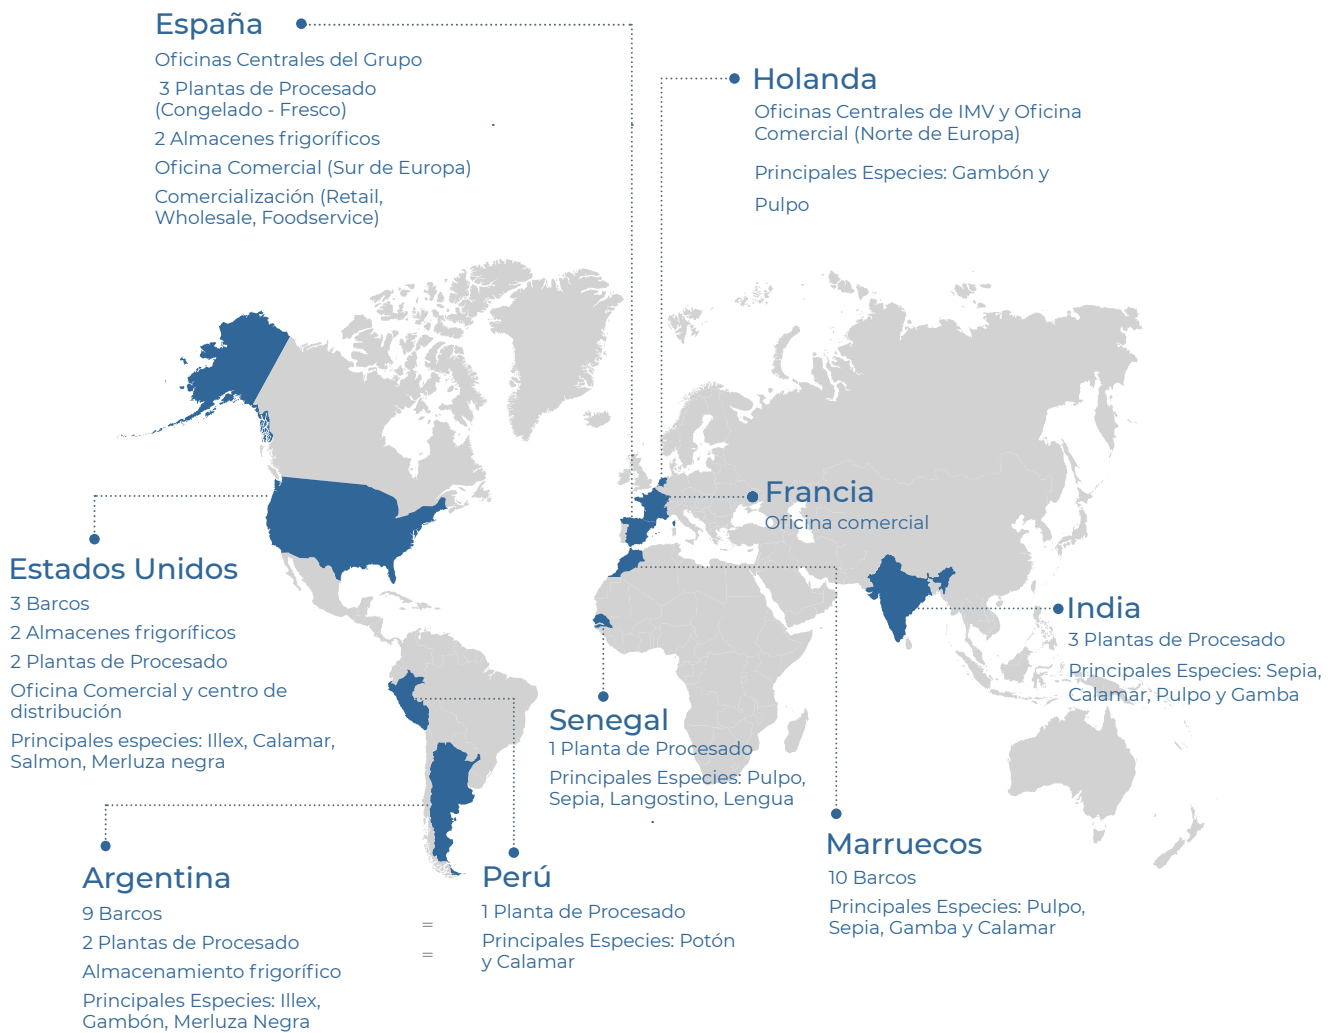 España
Oficinas Centrales del Grupo
3 Plantas de Procesado
(Congelado - Fresco)
2 Almacenes frigoríficos
Oficina Comercial (Sur de Europa)
Comercialización (Retail,
Wholesale, Foodservice)
Holanda
Oficinas Centrales de IMV y Oficina
Comercial (Norte de Europa)
Principales Especies: Gambón y
Pulpo
Francia
Oficina comercial
Estados Unidos
3 Barcos
2 Almacenes frigoríficos
2 Plantas de Procesado
Oficina Comercial y centro de
distribución
Principales especies: Illex, Calamar,
Salmon, Merluza negra
India
3 Plantas de Procesado
Principales Especies: Sepia,
Calamar, Pulpo y Gamba
Senegal
1 Planta de Procesado
Principales Especies: Pulpo,
Sepia, Langostino, Lengua
Marruecos
10 Barcos
Principales Especies: Pulpo,
Sepia, Gamba y Calamar
Argentina
9 Barcos
2 Plantas de Procesado
Almacenamiento frigorífico
Principales Especies: Illex,
Gambón, Merluza Negra
=
=
Perú
1 Planta de Procesado
Principales Especies: Potón
y Calamar